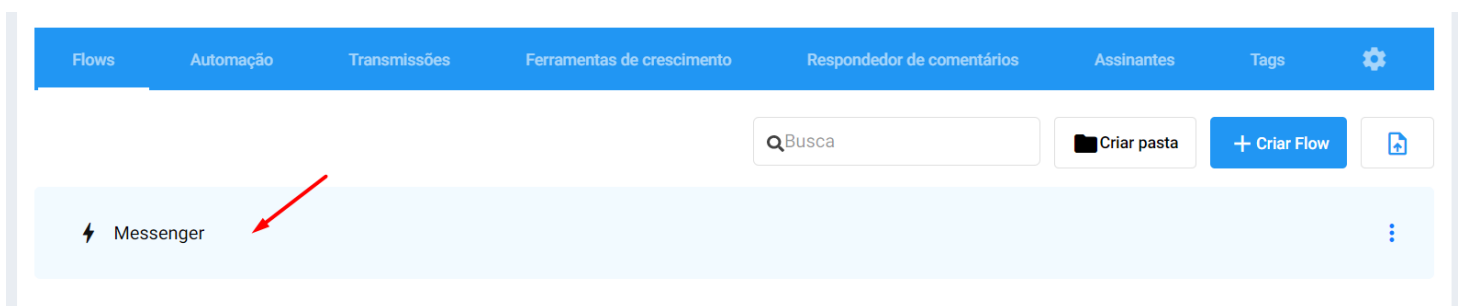 Flows Automação Transmissões Ferramentas de crescimento Respondedor de comentários Assinantes Tags
Busca Criar pasta + Criar Flow
Messenger